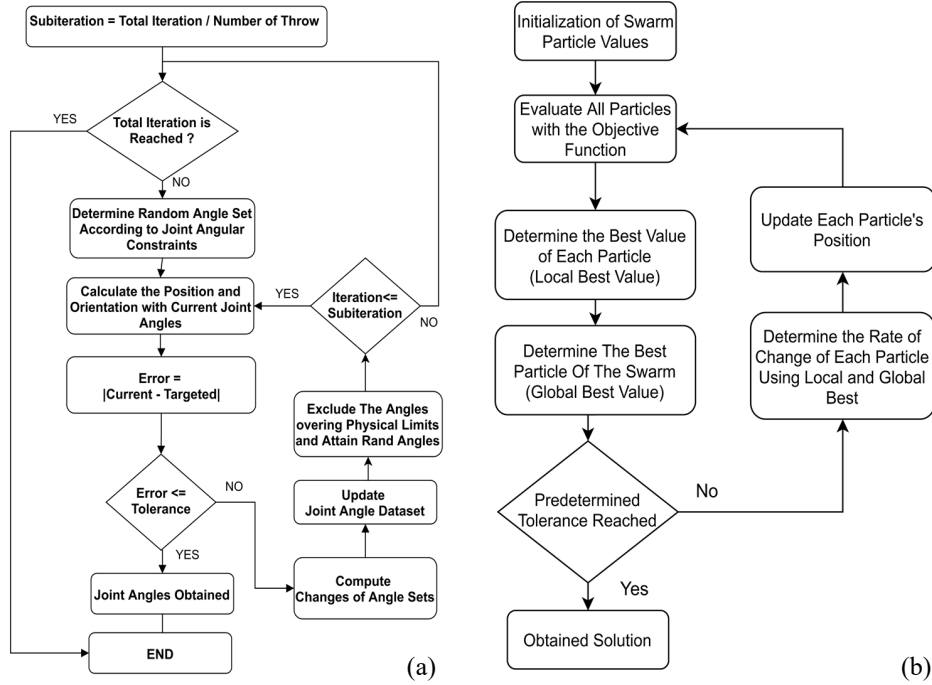 Subiteration = Total Iteration / Number of Throw
Total Iteration is
Reached ?
YES
NO
Determine Random Angle Set
According to Joint Angular
Constraints
Calculate the Position and
Orientation with Current Joint
Angles
Error =
|Current - Targeted|
Error <=
Tolerance
NO
YES
Joint Angles Obtained
END
Compute
Changes of Angle Sets
Update
Joint Angle Dataset
Exclude The Angles
overing Physical Limits
and Attain Rand Angles
Iteration<=
Subiteration
YES
NO
(a)
Initialization of Swarm
Particle Values
Evaluate All Particles
with the Objective
Function
Determine the Best Value
of Each Particle
(Local Best Value)
Determine The Best
Particle Of The Swarm
(Global Best Value)
Predetermined
Tolerance Reached
No
Yes
Obtained Solution
Determine the Rate of
Change of Each Particle
Using Local and Global
Best
Update Each Particle's
Position
(b)